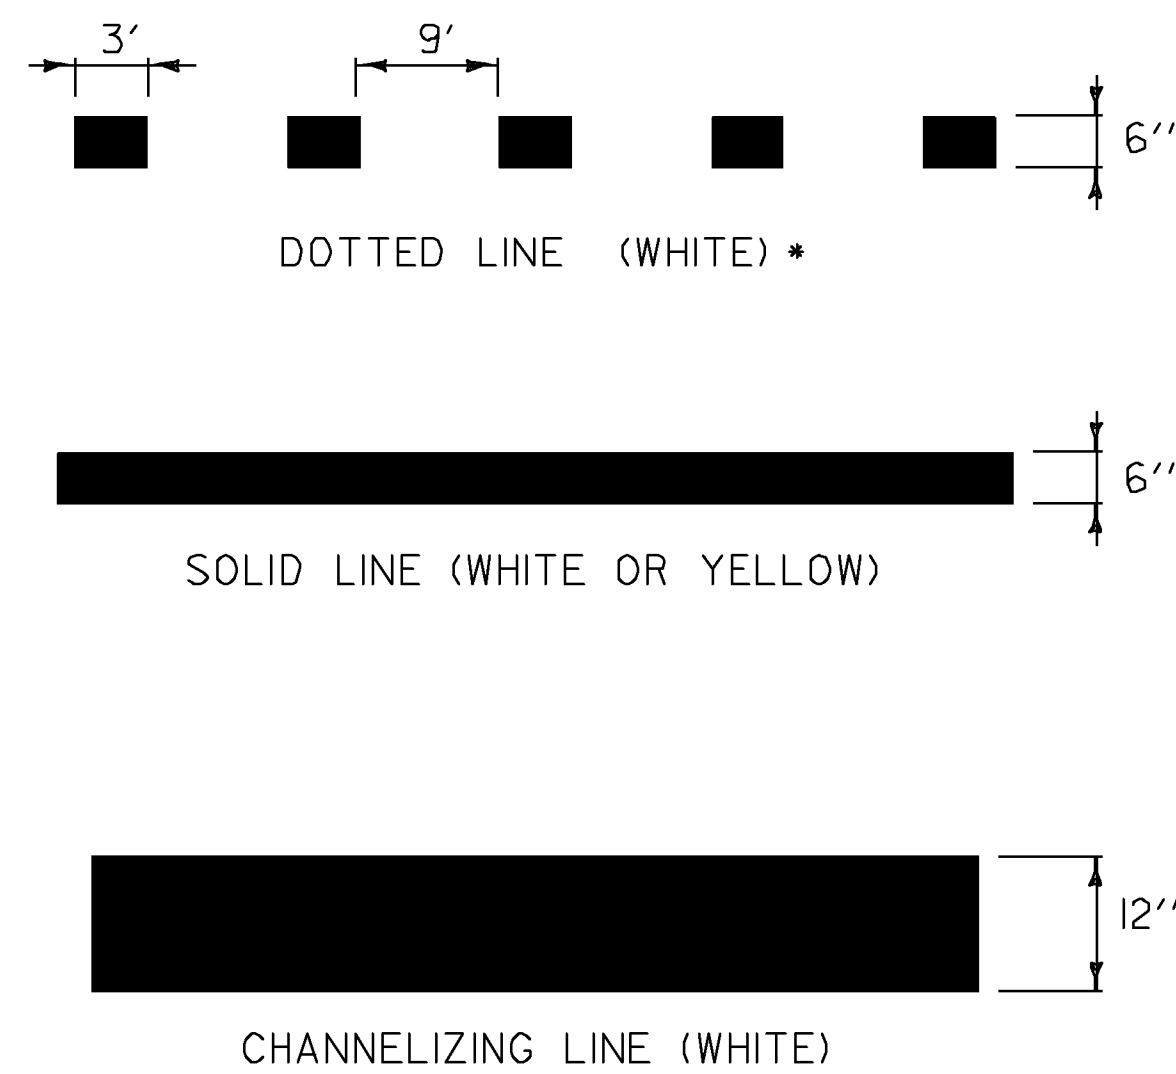 3' 9'
6''
DOTTED LINE (WHITE) *
6''
SOLID LINE (WHITE OR YELLOW)
12''
CHANNELIZING LINE (WHITE)